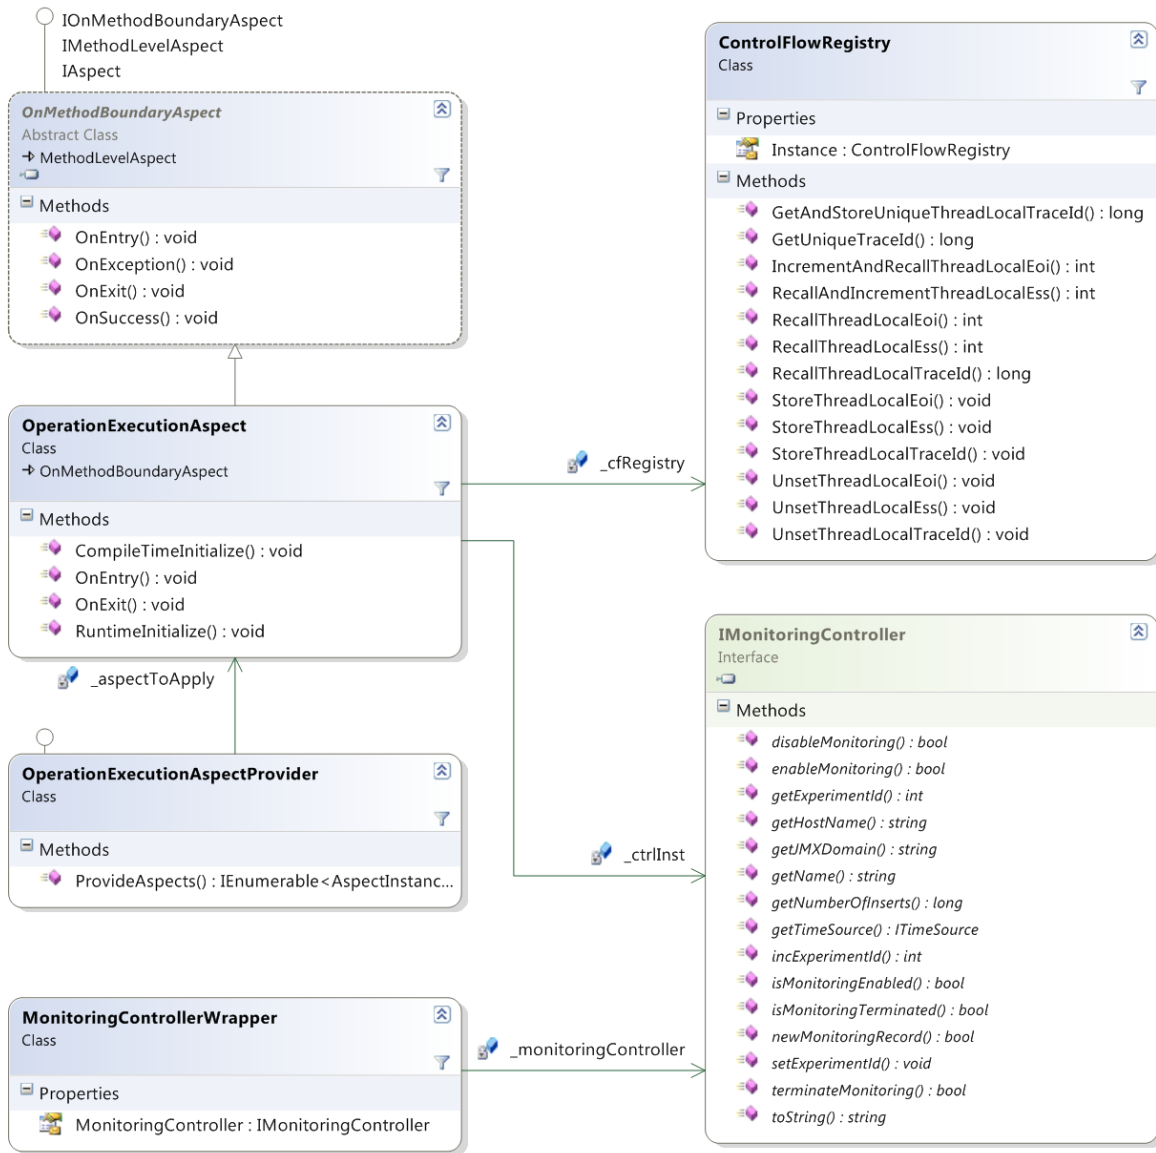 IOnMethodBoundaryAspect
IMethodLevelAspect
IAspect
OnMethodBoundaryAspect
Abstract Class
MethodLevelAspect
Methods
OnEntry() : void
OnException() : void
OnExit() : void
OnSuccess() : void
OperationExecutionAspect
Class
OnMethodBoundaryAspect
Methods
CompileTimeInitialize() : void
OnEntry() : void
OnExit() : void
RuntimeInitialize() : void
_aspectToApply
OperationExecutionAspectProvider
Class
Methods
ProvideAspects() : IEnumerable<AspectInstanc...
MonitoringControllerWrapper
Class
Properties
MonitoringController : IMonitoringController
_cfRegistry
_ctrlInst
_monitoringController
ControlFlowRegistry
Class
Properties
Instance : ControlFlowRegistry
Methods
GetAndStoreUniqueThreadLocalTraceId() : long
GetUniqueTraceId() : long
IncrementAndRecallThreadLocalEoi() : int
RecallAndIncrementThreadLocalEss() : int
RecallThreadLocalEoi() : int
RecallThreadLocalEss() : int
RecallThreadLocalTraceId() : long
StoreThreadLocalEoi() : void
StoreThreadLocalEss() : void
StoreThreadLocalTraceId() : void
UnsetThreadLocalEoi() : void
UnsetThreadLocalEss() : void
UnsetThreadLocalTraceId() : void
IMonitoringController
Interface
Methods
disableMonitoring() : bool
enableMonitoring() : bool
getExperimentId() : int
getHostName() : string
getJMXDomain() : string
getName() : string
getNumberOfInserts() : long
getTimeSource() : ITimeSource
incExperimentId() : int
isMonitoringEnabled() : bool
isMonitoringTerminated() : bool
newMonitoringRecord() : bool
setExperimentId() : void
terminateMonitoring() : bool
toString() : string